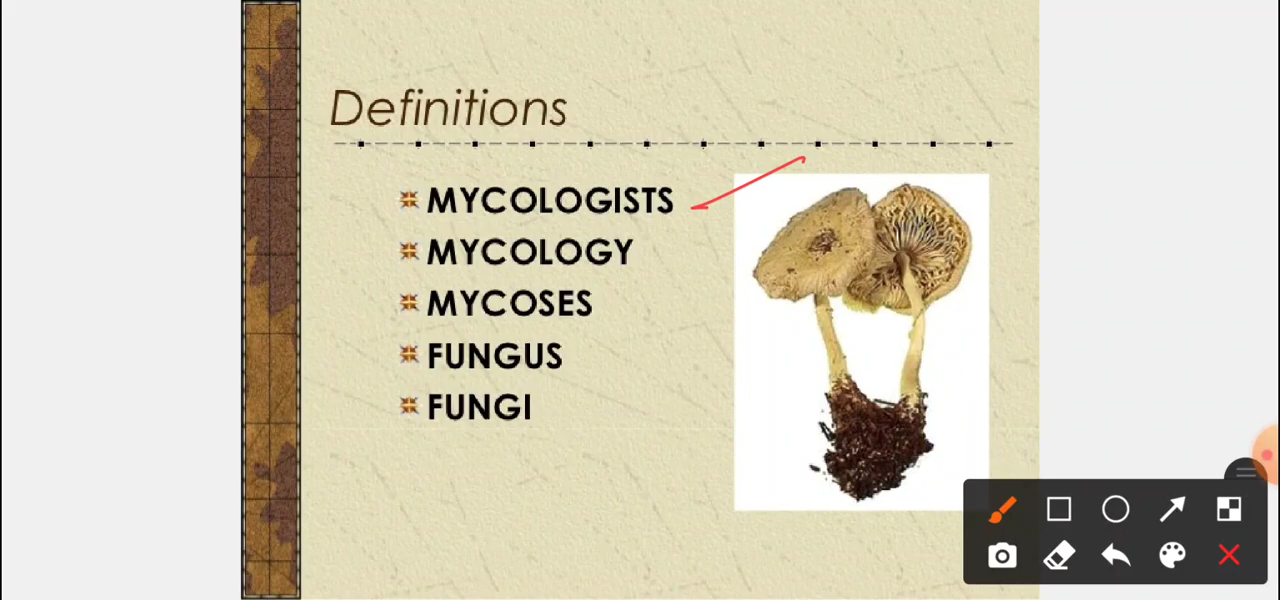 Definitions
MYCOLOGISTS
MYCOLOGY
MYCOSES
FUNGUS
FUNGI